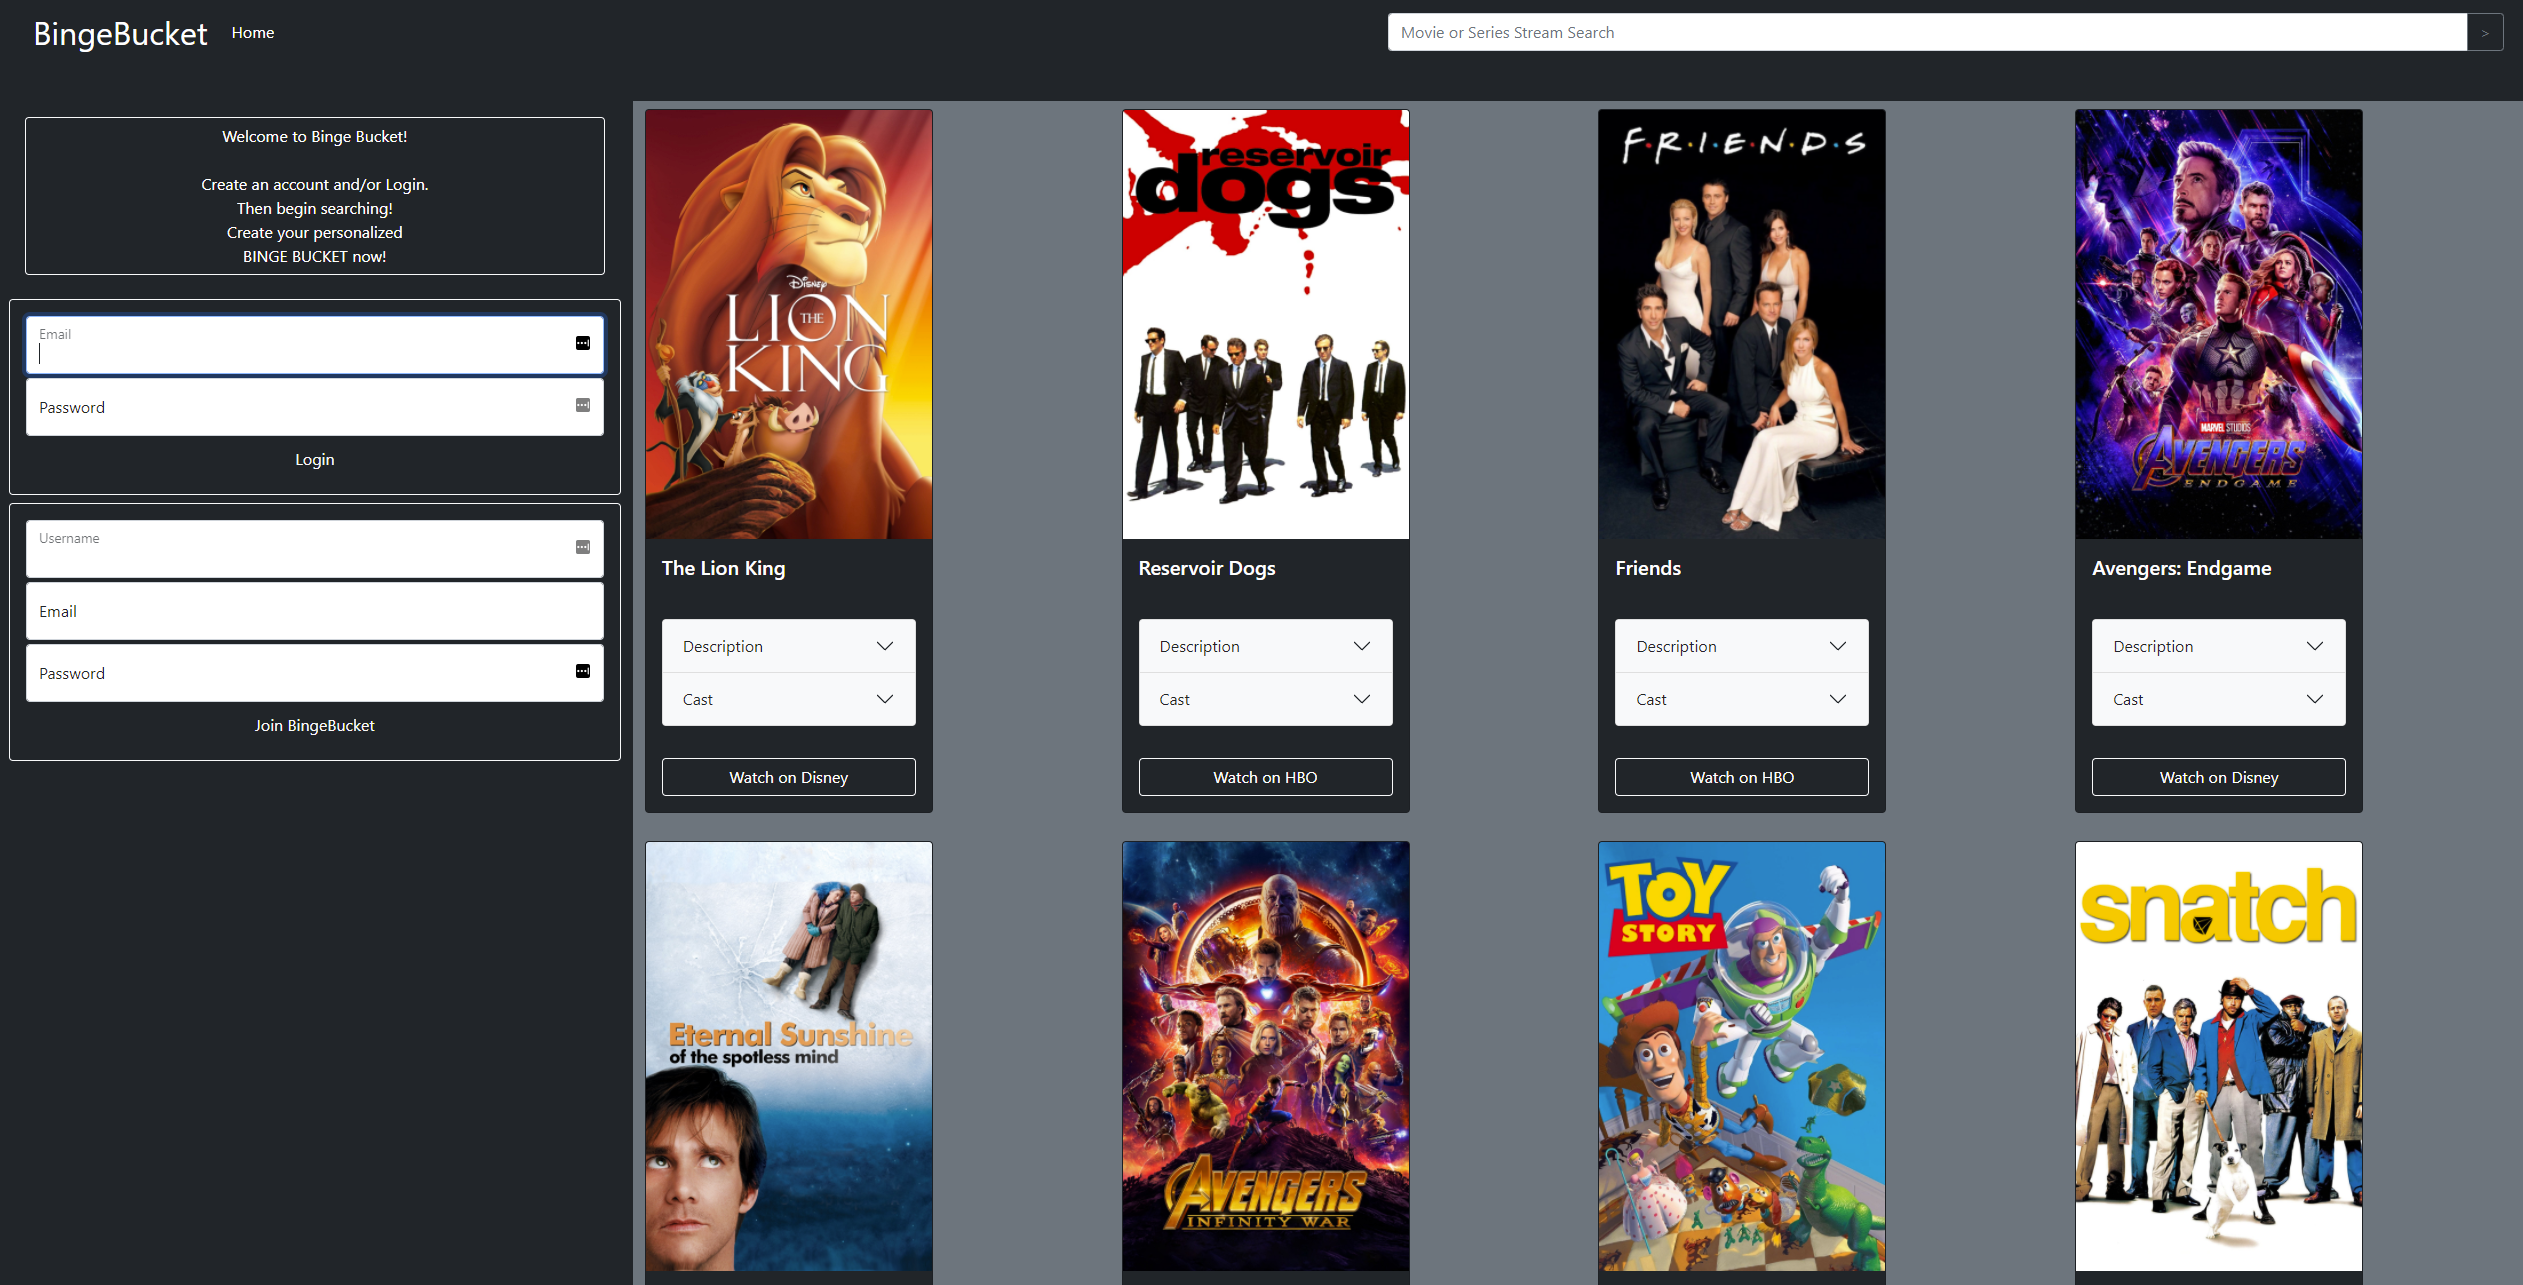 BingeBucket
Home
Movie or Series Stream Search
>
Welcome to Binge Bucket!
Create an account and/or Login.
Then begin searching!
Create your personalized
BINGE BUCKET now!
Email
Password
Login
Username
Email
Password
Join BingeBucket
Disney
THE
LION
KING
The Lion King
Description
Cast
Watch on Disney
reservoir
dogs
Reservoir Dogs
Description
Cast
Watch on HBO
F·R·I·E·N·D·S
Friends
Description
Cast
Watch on HBO
MARVEL STUDIOS
AVENGERS
ENDGAME
Avengers: Endgame
Description
Cast
Watch on Disney
Eternal Sunshine
of the spotless mind
AVENGERS
INFINITY WAR
TOY
STORY
snatch